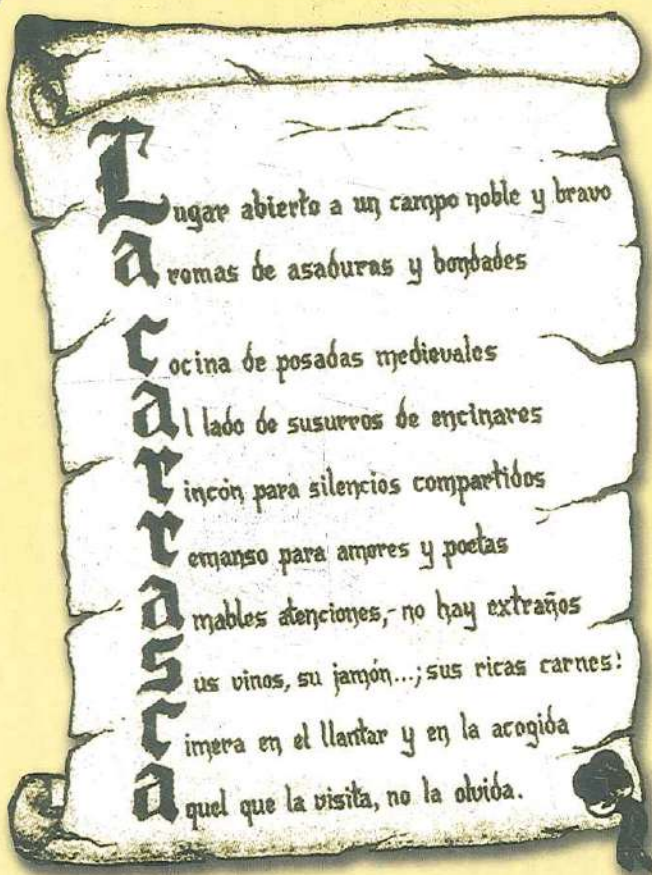 Lugar abierto a un campo noble y bravo
aromas de asaduras y bondades
cocina de posadas medievales
al lado de susurros de encinares
rincón para silencios compartidos
remanso para amores y poetas
amables atenciones,- no hay extraños
sus vinos, su jamón...¡sus ricas carnes!
cimera en el llantar y en la acogida
aquel que la visita, no la olvida.